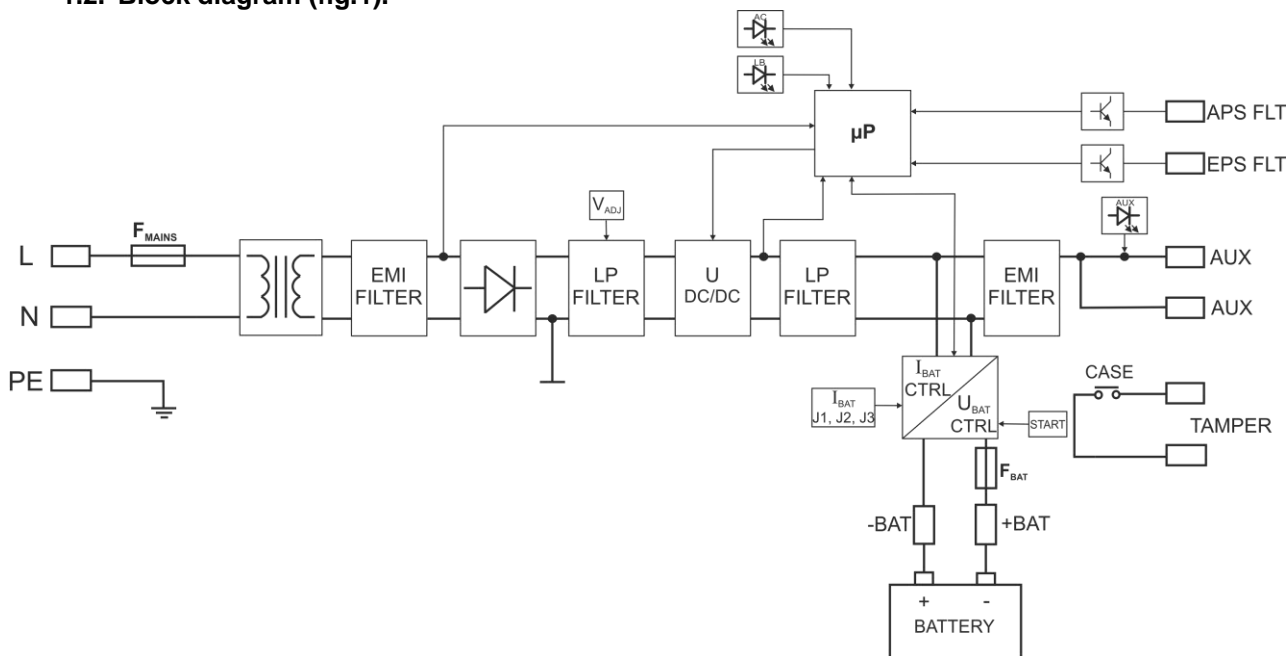 1.2. Block diagram (fig.1).
AC
LB
µP
APS FLT
EPS FLT
AUX
V ADJ
L
F MAINS
EMI
FILTER
LP
FILTER
U
DC/DC
LP
FILTER
EMI
FILTER
AUX
N
AUX
PE
I BAT
CTRL
U BAT
CTRL
I BAT
J1, J2, J3
START
CASE
TAMPER
F BAT
-BAT
+BAT
+ -
BATTERY